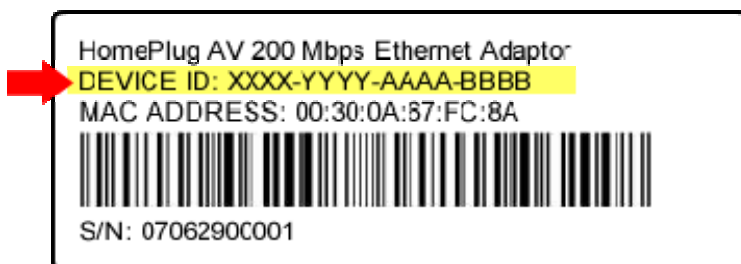 HomePlug AV 200 Mbps Ethernet Adaptor
DEVICE ID: XXXX-YYYY-AAAA-BBBB
MAC ADDRESS: 00:30:0A:67:FC:8A
S/N: 07062900001